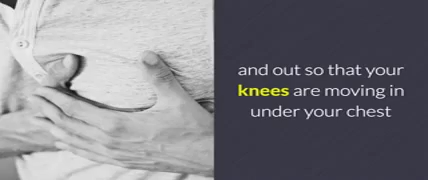 and out so that your
knees are moving in
under your chest